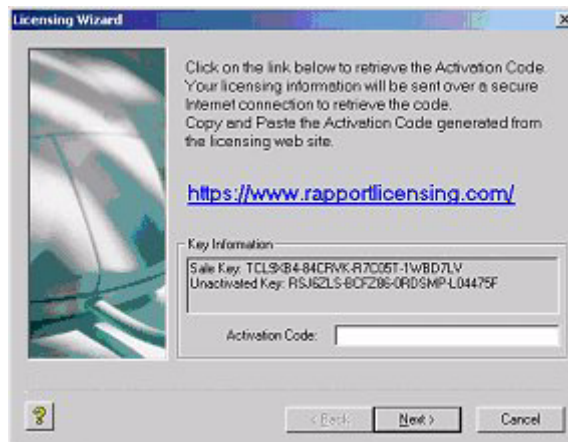 Licensing Wizard
Click on the link below to retrieve the Activation Code.
Your licensing information will be sent over a secure
Internet connection to retrieve the code.
Copy and Paste the Activation Code generated from
the licensing web site.
https://www.rapportlicensing.com/
Key Information
Sale Key: TCL9XB4-84CRVK-R7C05T-1WBD7LV
Unactivated Key: RSJ6ZLS-8CFZ86-0RDSMP-L04475F
Activation Code:
< Back
Next >
Cancel